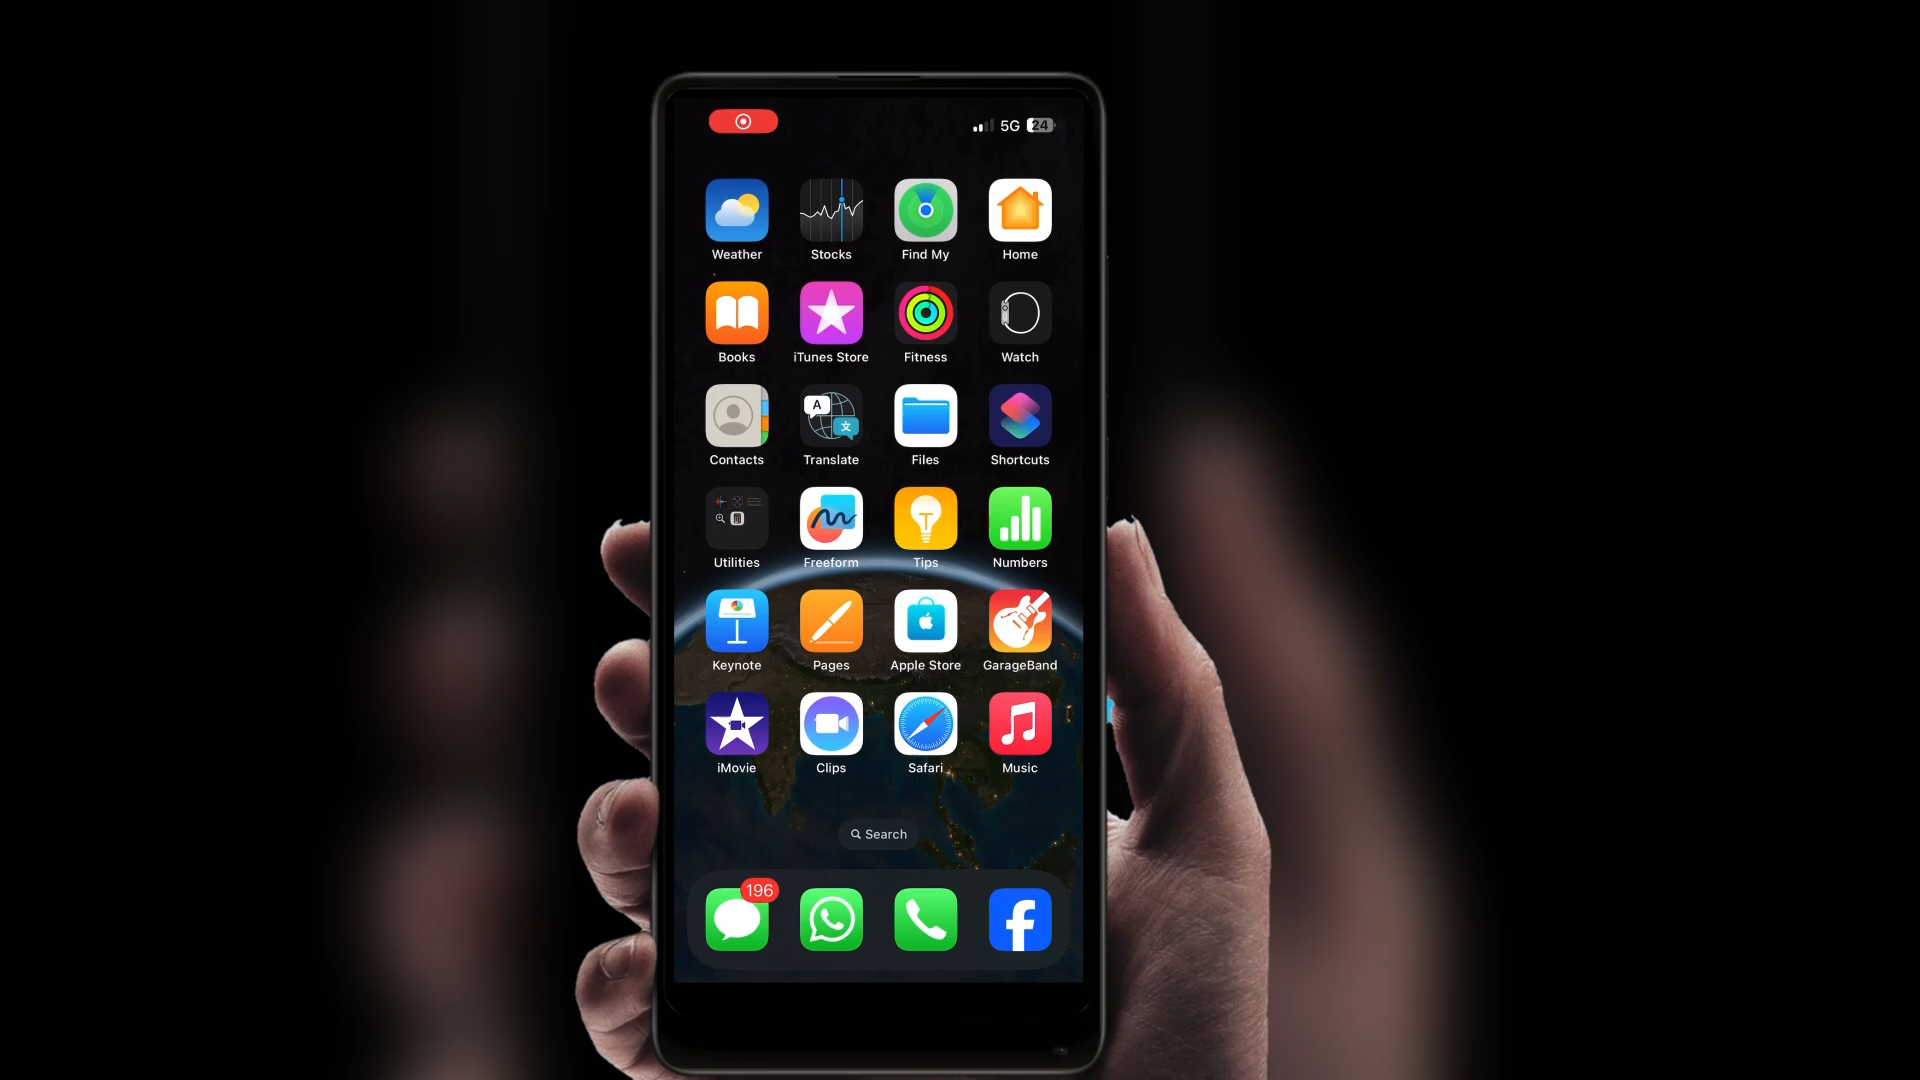 5G 24
Weather Stocks Find My Home
Books iTunes Store Fitness Watch
A
文
Contacts Translate Files Shortcuts
T
Utilities Freeform Tips Numbers
Keynote Pages Apple Store GarageBand
iMovie Clips Safari Music
Search
196